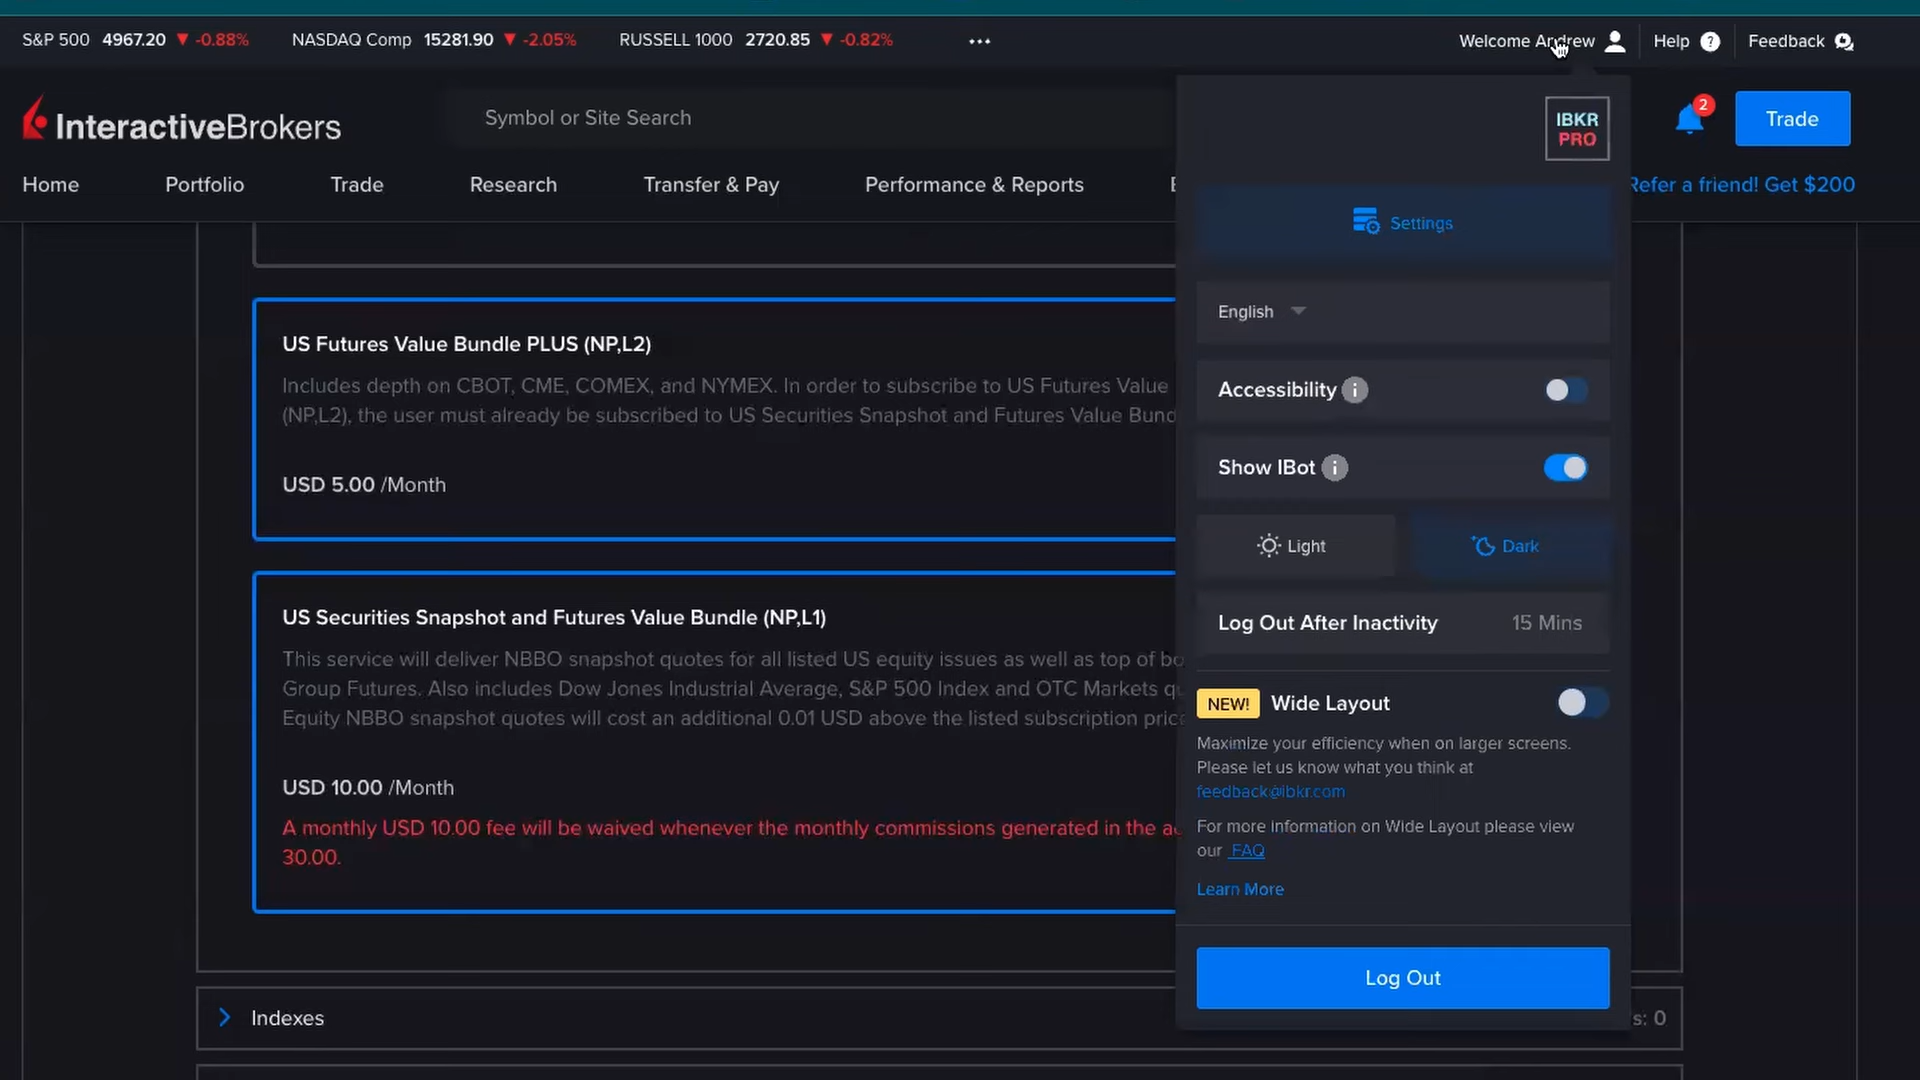 S&P 500 4967.20 ▼ -0.88% NASDAQ Comp 15281.90 ▼ -2.05% RUSSELL 1000 2720.85 ▼ -0.82% ••• Welcome Andrew Help ? Feedback
InteractiveBrokers Symbol or Site Search IBKR PRO 2 Trade
Home Portfolio Trade Research Transfer & Pay Performance & Reports Refer a friend! Get $200
Settings
English
Accessibility i
Show IBot i
Light Dark
Log Out After Inactivity 15 Mins
NEW! Wide Layout
Maximize your efficiency when on larger screens.
Please let us know what you think at
feedback@ibkr.com
For more information on Wide Layout please view
our FAQ
Learn More
Log Out
US Futures Value Bundle PLUS (NP,L2)
Includes depth on CBOT, CME, COMEX, and NYMEX. In order to subscribe to US Futures Value
(NP,L2), the user must already be subscribed to US Securities Snapshot and Futures Value
USD 5.00 /Month
US Securities Snapshot and Futures Value Bundle (NP,L1)
This service will deliver NBBO snapshot quotes for all listed US equity issues as well as top of
Group Futures. Also includes Dow Jones Industrial Average, S&P 500 Index and OTC Markets
Equity NBBO snapshot quotes will cost an additional 0.01 USD above the listed subscription
USD 10.00 /Month
A monthly USD 10.00 fee will be waived whenever the monthly commissions generated in the
30.00.
Indexes 0